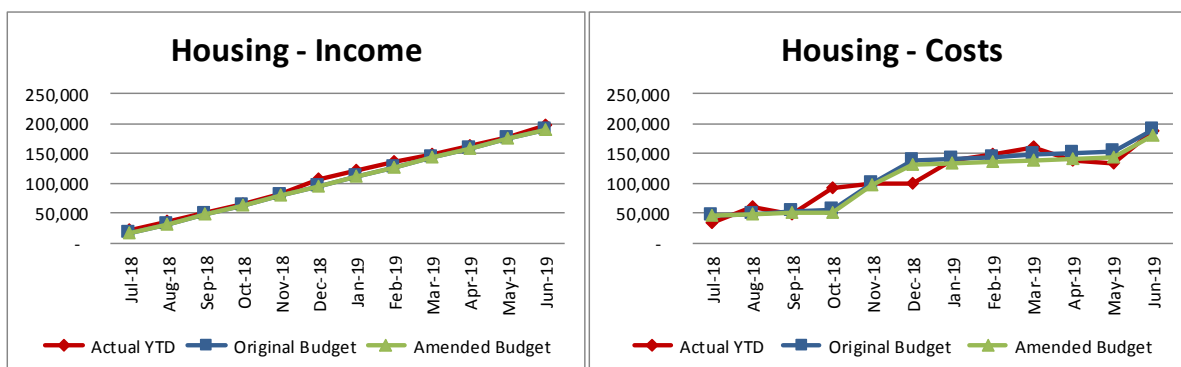 Housing - Income
250,000
200,000
150,000
100,000
50,000
-
Jul-18
Aug-18
Sep-18
Oct-18
Nov-18
Dec-18
Jan-19
Feb-19
Mar-19
Apr-19
May-19
Jun-19
Actual YTD Original Budget Amended Budget
Housing - Costs
250,000
200,000
150,000
100,000
50,000
-
Jul-18
Aug-18
Sep-18
Oct-18
Nov-18
Dec-18
Jan-19
Feb-19
Mar-19
Apr-19
May-19
Jun-19
Actual YTD Original Budget Amended Budget